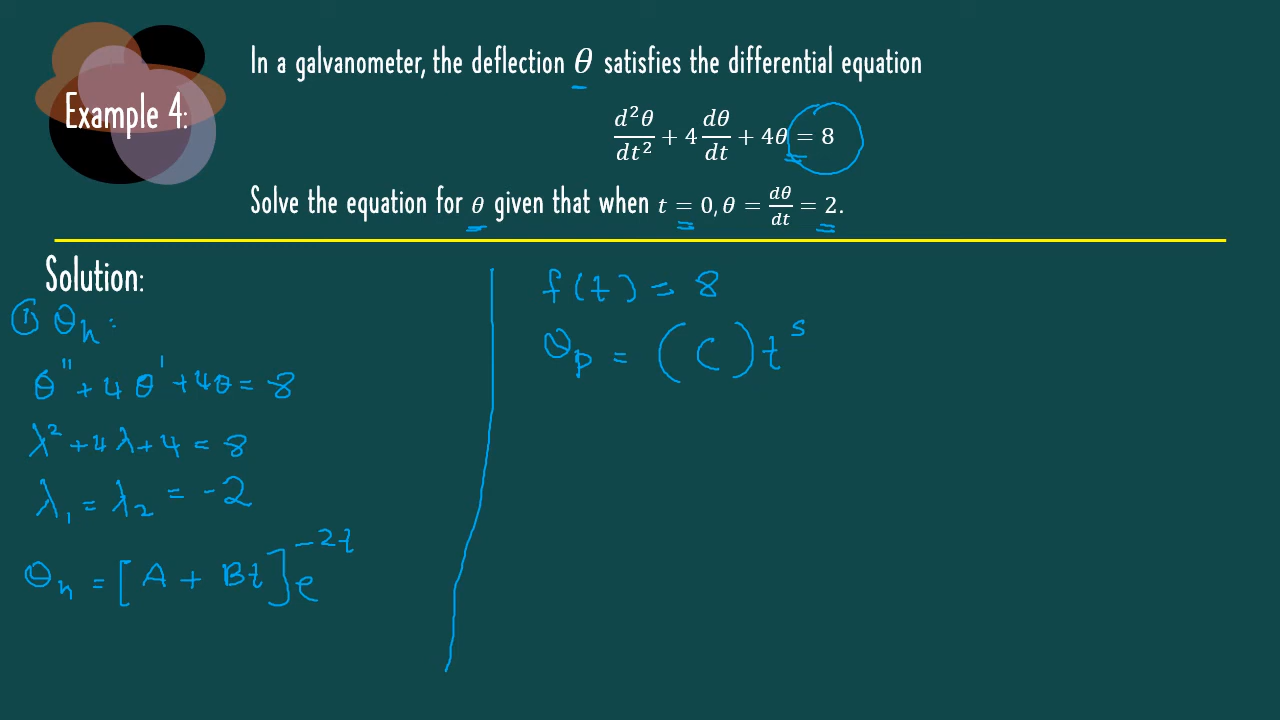 Example 4:
In a galvanometer, the deflection θ satisfies the differential equation
d²θ/dt² + 4 dθ/dt + 4θ = 8
Solve the equation for θ given that when t = 0, θ = dθ/dt = 2.
Solution:
① θh :
θ'' + 4θ' + 4θ = 8
λ² + 4λ + 4 = 8
λ₁ = λ₂ = -2
θh = [A + Bt]e^-2t
f(t) = 8
θp = (C)t^s